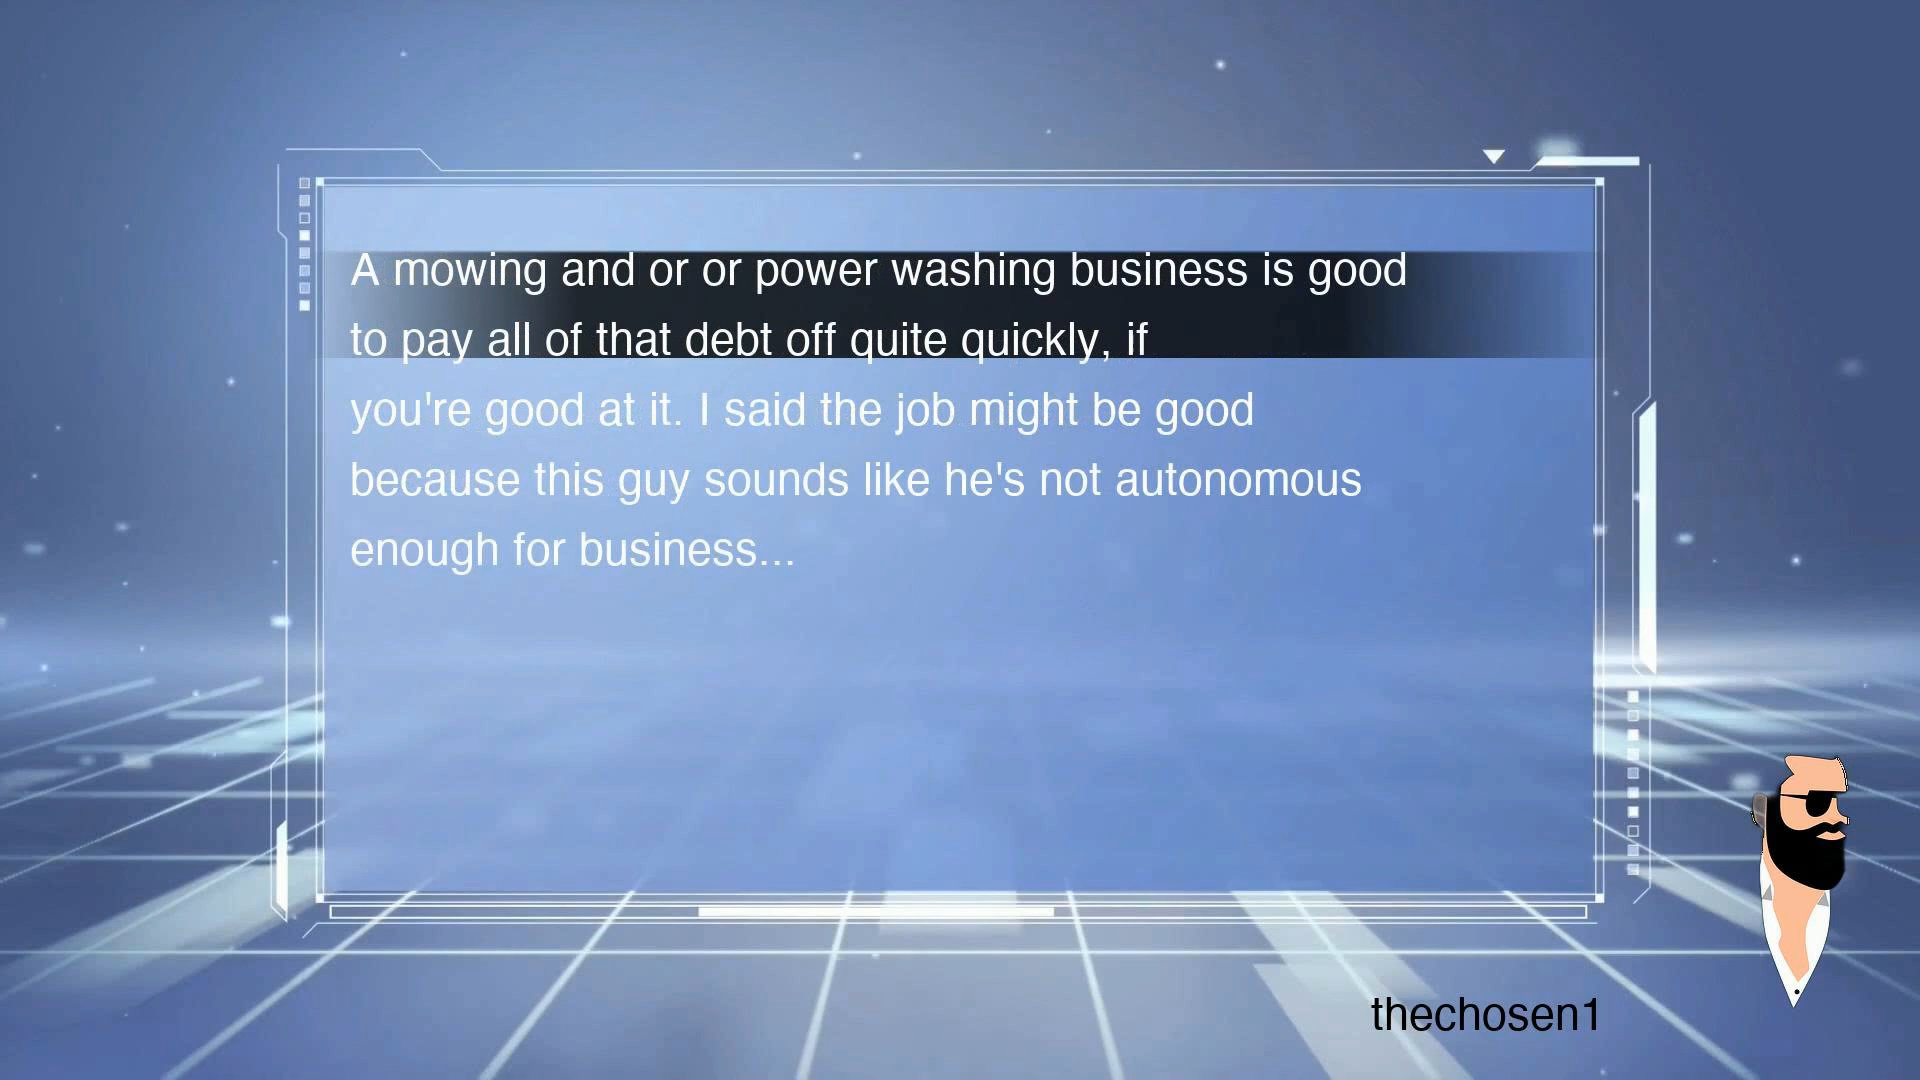 A mowing and or or power washing business is good
to pay all of that debt off quite quickly, if
you're good at it. I said the job might be good
because this guy sounds like he's not autonomous
enough for business...
thechosen1